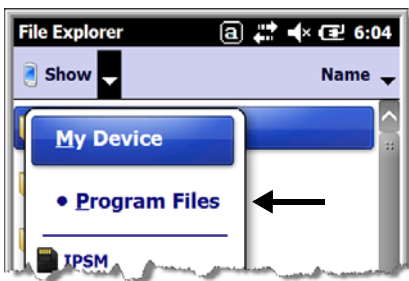 File Explorer a 6:04
Show Name
My Device
• Program Files
IPSM